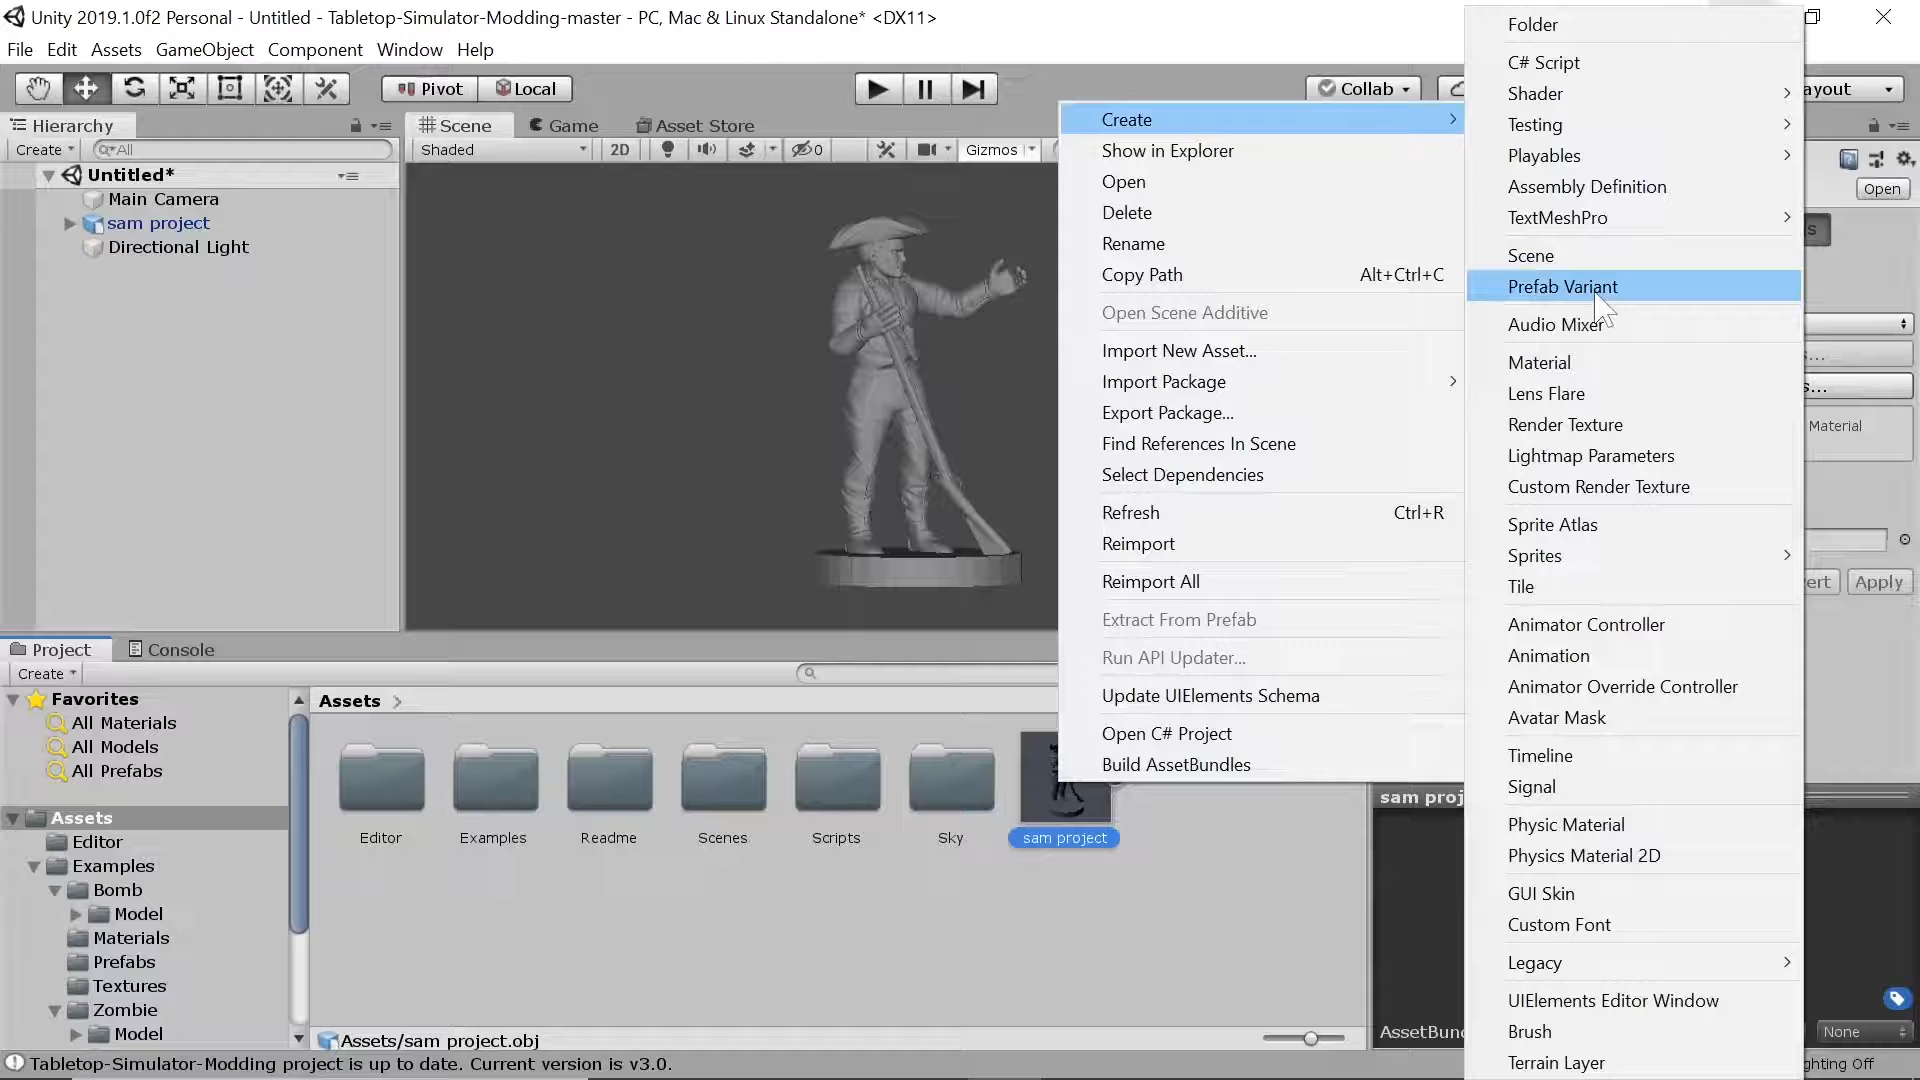 Unity 2019.1.0f2 Personal - Untitled - Tabletop-Simulator-Modding-master - PC, Mac & Linux Standalone* <DX11>
File Edit Assets GameObject Component Window Help
Pivot Local
Collab
ayout
Hierarchy
Scene Game Asset Store
Create All
Shaded 2D 0 Gizmos
Untitled*
Main Camera
sam project
Directional Light
Create
Show in Explorer
Open
Delete
Rename
Copy Path Alt+Ctrl+C
Open Scene Additive
Import New Asset...
Import Package
Export Package...
Find References In Scene
Select Dependencies
Refresh Ctrl+R
Reimport
Reimport All
Extract From Prefab
Run API Updater...
Update UIElements Schema
Open C# Project
Build AssetBundles
Folder
C# Script
Shader
Testing
Playables
Assembly Definition
TextMeshPro
Scene
Prefab Variant
Audio Mixer
Material
Lens Flare
Render Texture
Lightmap Parameters
Custom Render Texture
Sprite Atlas
Sprites
Tile
Animator Controller
Animation
Animator Override Controller
Avatar Mask
Timeline
Signal
Physic Material
Physics Material 2D
GUI Skin
Custom Font
Legacy
UIElements Editor Window
Brush
Terrain Layer
Open
s
...
s...
Material
ert Apply
Project Console
Create
Favorites
All Materials
All Models
All Prefabs
Assets
Editor
Examples
Bomb
Model
Materials
Prefabs
Textures
Zombie
Model
Assets
Editor Examples Readme Scenes Scripts Sky sam project
Assets/sam project.obj
sam proj
AssetBun
None
Tabletop-Simulator-Modding project is up to date. Current version is v3.0.
ghting Off